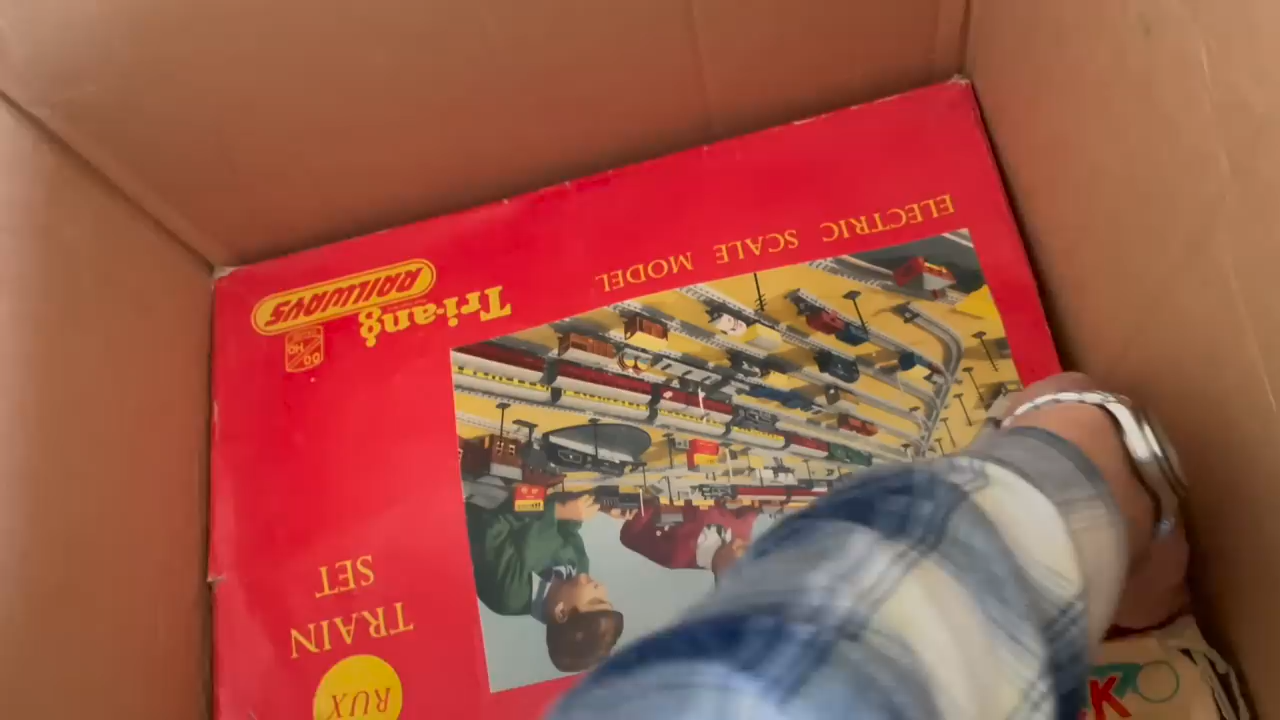 RUX
TRAIN
SET
ELECTRIC SCALE MODEL
Tri-ang
RAILWAYS
OO
HO
K